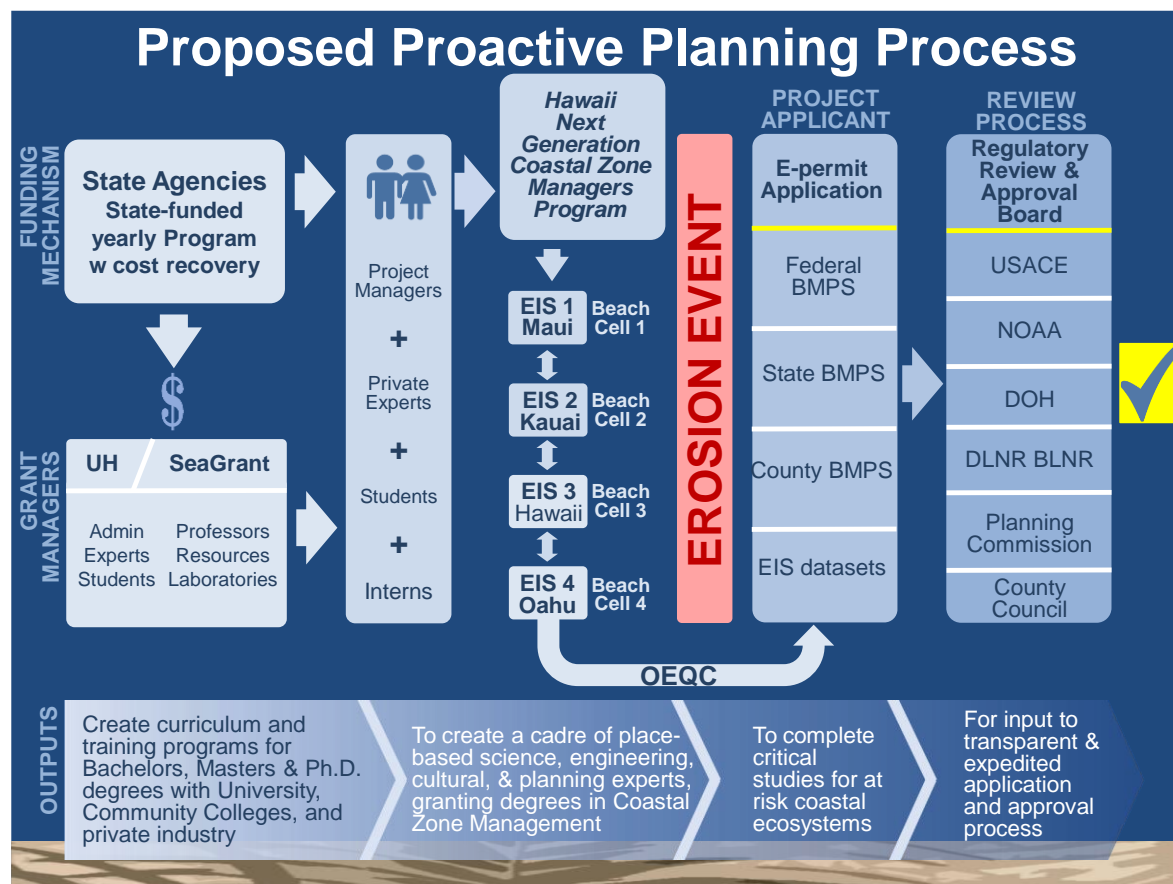 Proposed Proactive Planning Process
FUNDING
MECHANISM
State Agencies
State-funded
yearly Program
w cost recovery
$
GRANT
MANAGERS
UH / SeaGrant
Admin
Experts
Students
Professors
Resources
Laboratories
Project
Managers
+
Private
Experts
+
Students
+
Interns
Hawaii
Next
Generation
Coastal Zone
Managers
Program
EIS 1
Maui
Beach
Cell 1
EIS 2
Kauai
Beach
Cell 2
EIS 3
Hawaii
Beach
Cell 3
EIS 4
Oahu
Beach
Cell 4
OEQC
EROSION EVENT
PROJECT
APPLICANT
E-permit
Application
Federal
BMPS
State BMPS
County BMPS
EIS datasets
REVIEW
PROCESS
Regulatory
Review &
Approval
Board
USACE
NOAA
DOH
DLNR BLNR
Planning
Commission
County
Council
OUTPUTS
Create curriculum and
training programs for
Bachelors, Masters & Ph.D.
degrees with University,
Community Colleges, and
private industry
To create a cadre of place-
based science, engineering,
cultural, & planning experts,
granting degrees in Coastal
Zone Management
To complete
critical
studies for at
risk coastal
ecosystems
For input to
transparent &
expedited
application
and approval
process